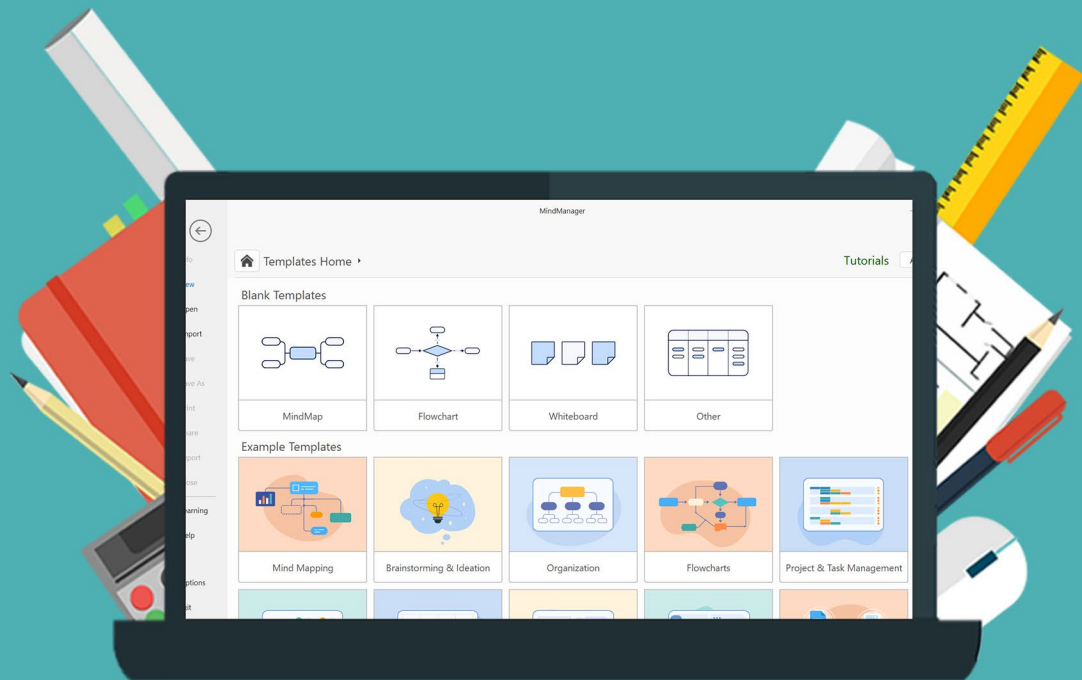 MindManager
Templates Home
Tutorials
Blank Templates
MindMap
Flowchart
Whiteboard
Other
Example Templates
Mind Mapping
Brainstorming & Ideation
Organization
Flowcharts
Project & Task Management